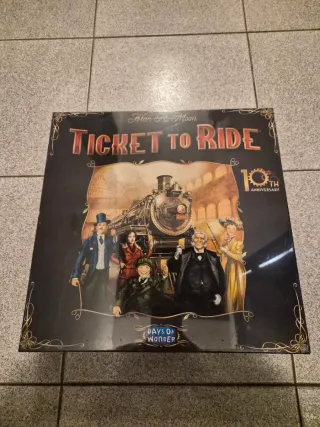 Alan R. Moon
TICKET TO RIDE
10TH
ANNIVERSARY
DAYS OF
WONDER